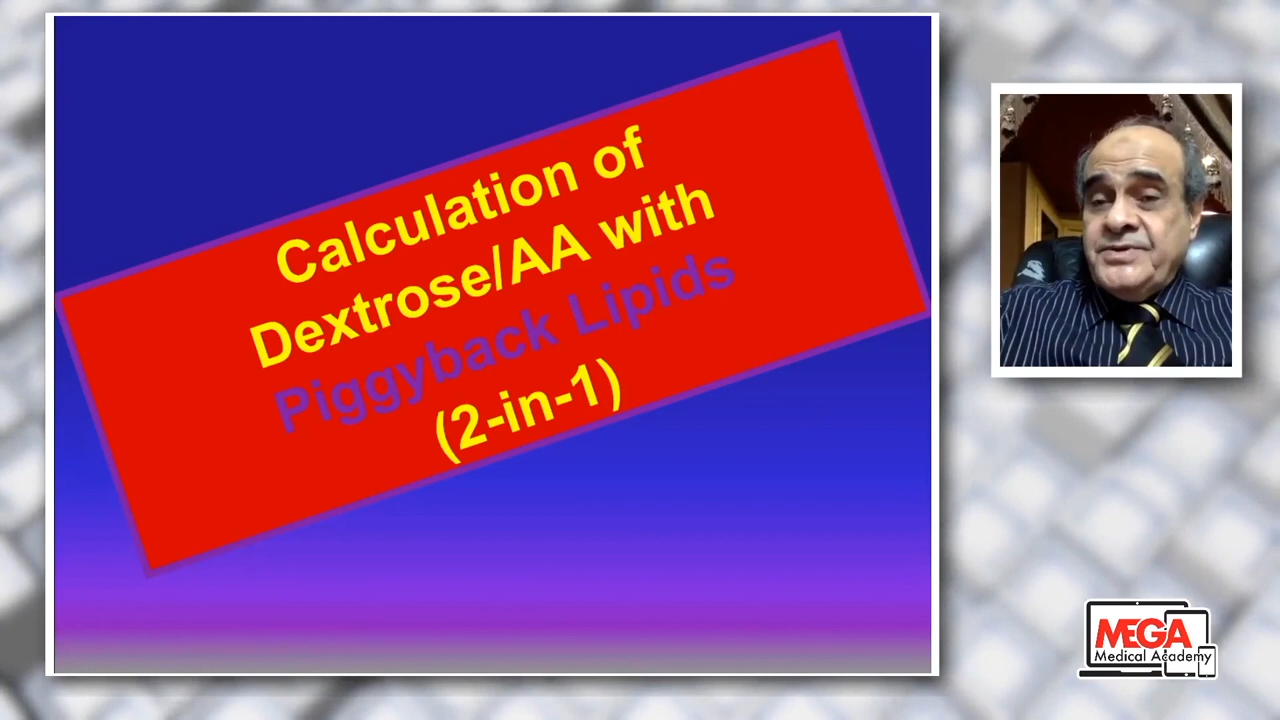 Calculation of
Dextrose/AA with
Piggyback Lipids
(2-in-1)
MEGA
Medical Academy